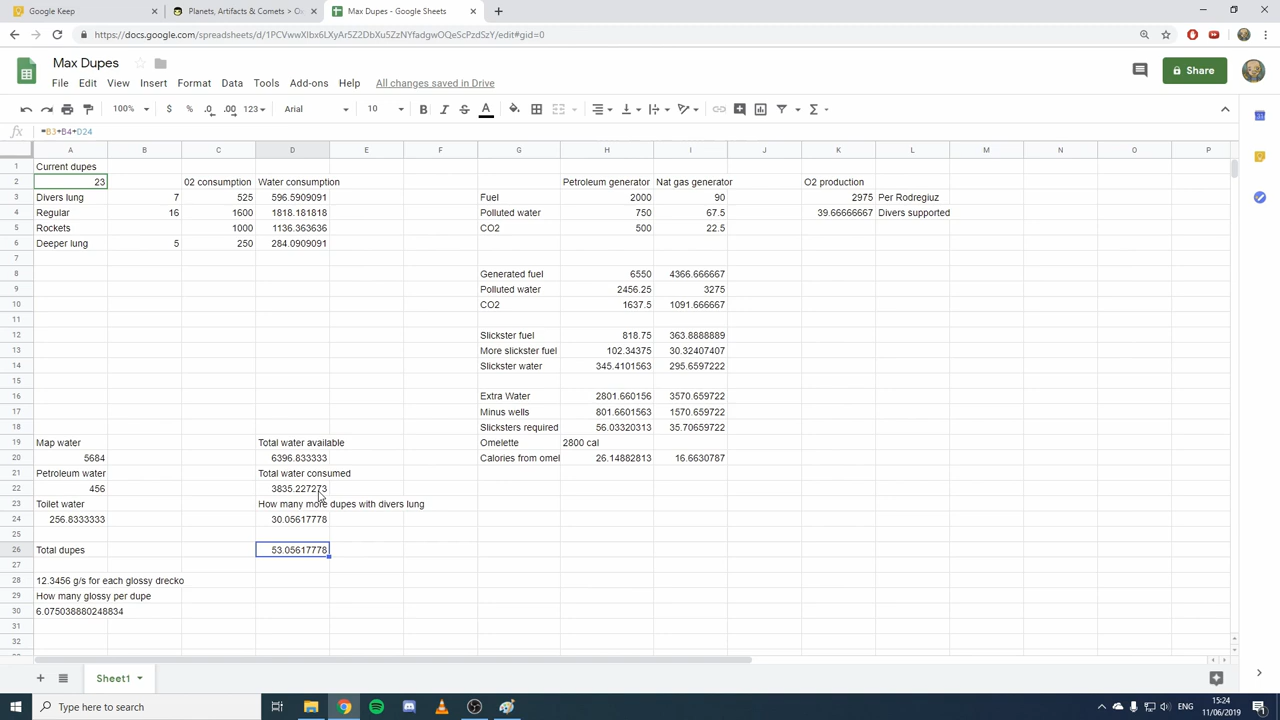 Google Keep × Planets, Artifacts & Comets > O × Max Dupes - Google Sheets × +
https://docs.google.com/spreadsheets/d/1PCVwwXlbx6LXyArSZ2DbXu5ZzNYfadgwOQeScPzdSzY/edit#gid=0
Max Dupes
File Edit View Insert Format Data Tools Add-ons Help All changes saved in Drive
Share
100% $ % .0 .00 123 Arial 10 B I S A Σ
fx =B3+B4+D24
A B C D E F G H I J K L M N O P
1 Current dupes
2 23 02 consumption Water consumption Petroleum generator Nat gas generator O2 production
3 Divers lung 7 525 596.5909091 Fuel 2000 90 2975 Per Rodregiuz
4 Regular 16 1600 1818.181818 Polluted water 750 67.5 39.66666667 Divers supported
5 Rockets 1000 1136.363636 CO2 500 22.5
6 Deeper lung 5 250 284.0909091
7
8 Generated fuel 6550 4366.666667
9 Polluted water 2456.25 3275
10 CO2 1637.5 1091.666667
11
12 Slickster fuel 818.75 363.8888889
13 More slickster fuel 102.34375 30.32407407
14 Slickster water 345.4101563 295.6597222
15
16 Extra Water 2801.660156 3570.659722
17 Minus wells 801.6601563 1570.659722
18 Slicksters required 56.03320313 35.70659722
19 Map water Total water available Omelette 2800 cal
20 5684 6396.833333 Calories from omel 26.14882813 16.6630787
21 Petroleum water Total water consumed
22 456 3835.227273
23 Toilet water How many more dupes with divers lung
24 256.8333333 30.05617778
25
26 Total dupes 53.05617778
27
28 12.3456 g/s for each glossy drecko
29 How many glossy per dupe
30 6.075038880248834
31
32
Sheet1
Type here to search
ENG
15:24
11/06/2019